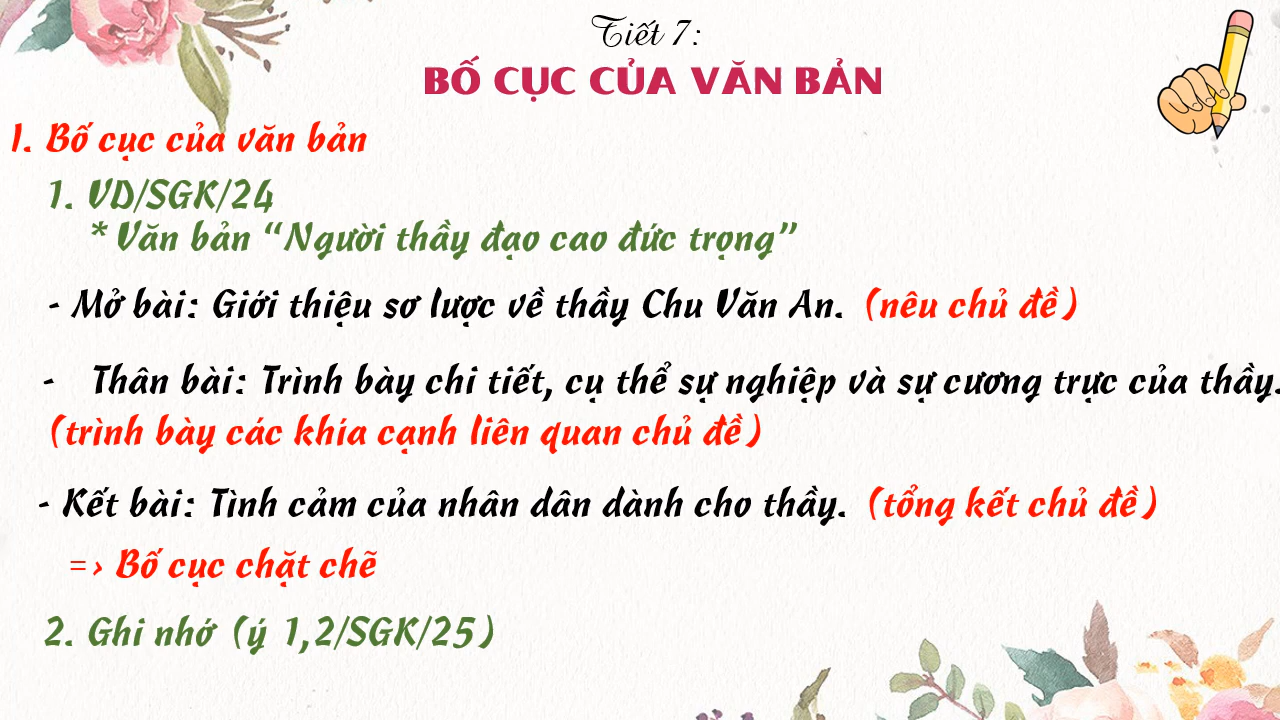 Tiết 7:
BỐ CỤC CỦA VĂN BẢN
I. Bố cục của văn bản
1. VD/SGK/24
* Văn bản “Người thầy đạo cao đức trọng”
- Mở bài: Giới thiệu sơ lược về thầy Chu Văn An. (nêu chủ đề)
- Thân bài: Trình bày chi tiết, cụ thể sự nghiệp và sự cương trực của thầy.
(trình bày các khía cạnh liên quan chủ đề)
- Kết bài: Tình cảm của nhân dân dành cho thầy. (tổng kết chủ đề)
=> Bố cục chặt chẽ
2. Ghi nhớ (ý 1,2/SGK/25)